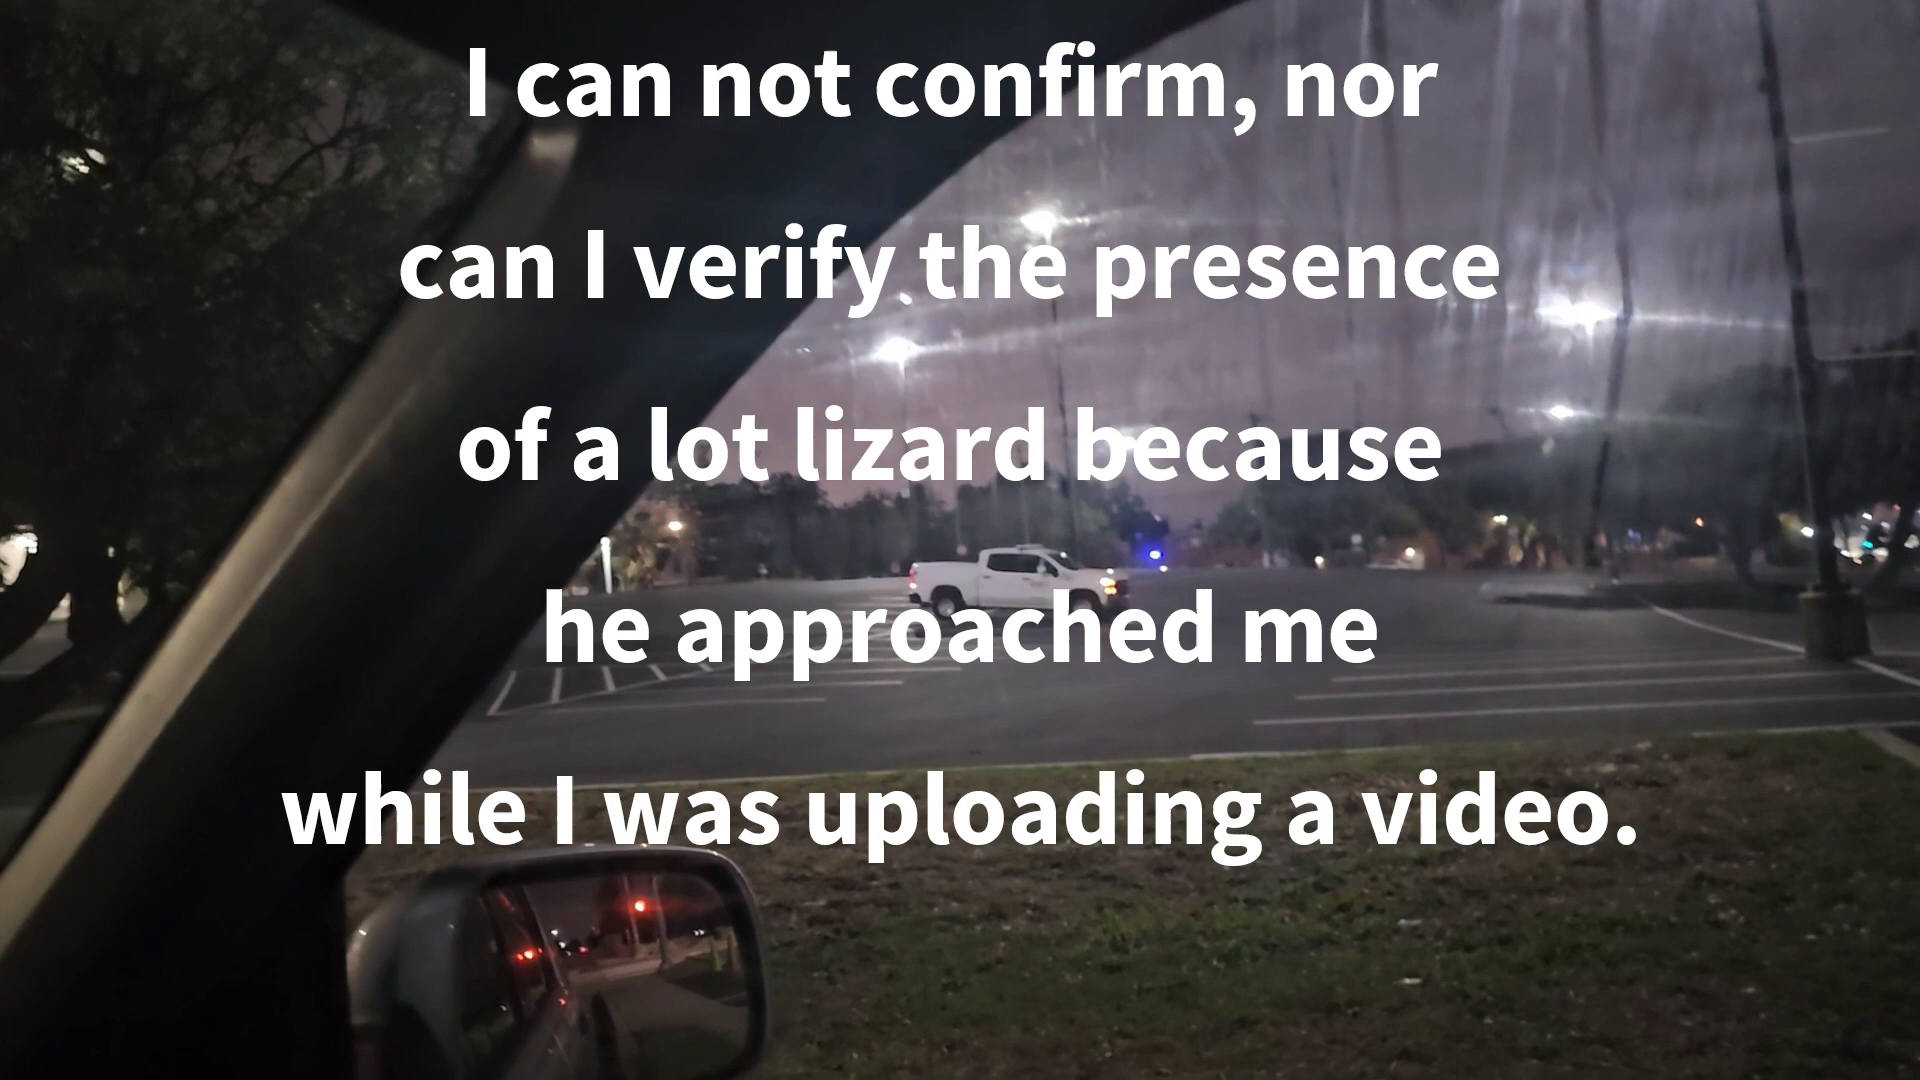 I can not confirm, nor
can I verify the presence
of a lot lizard because
he approached me
while I was uploading a video.